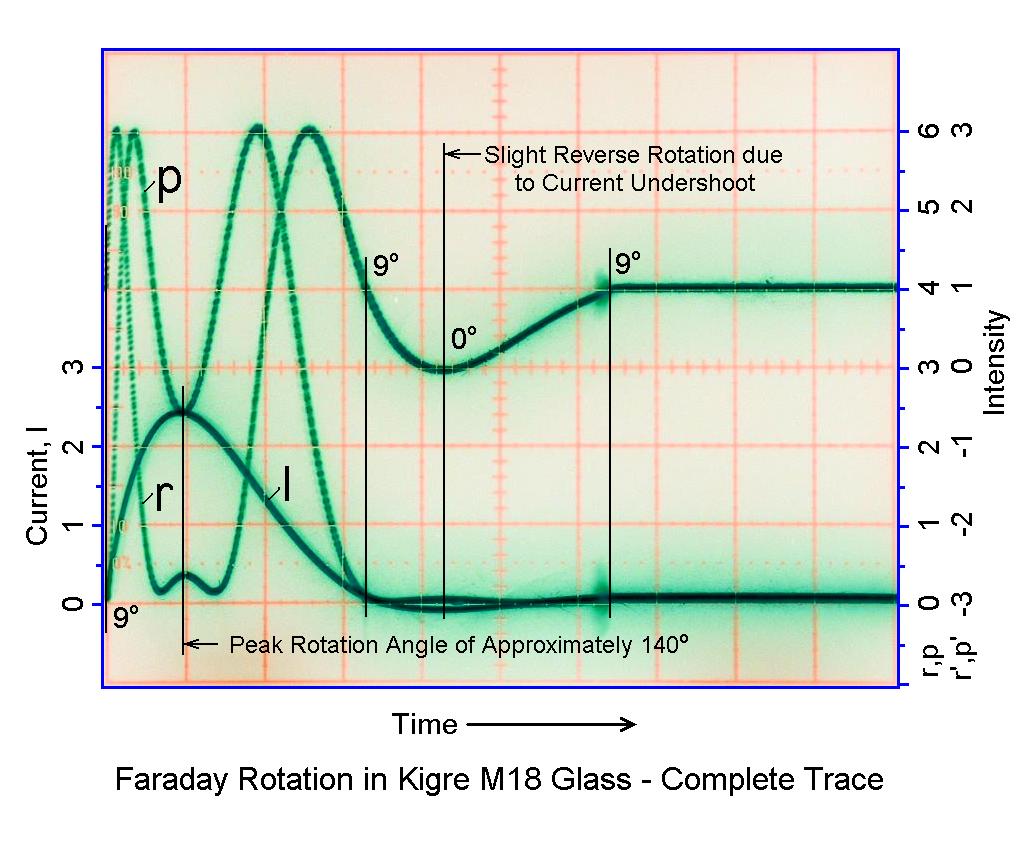 6 3
p
Slight Reverse Rotation due
to Current Undershoot
5 2
9°
9°
4 1
0°
3
3 0
Intensity
Current, I
2
2 -1
r
I
1
1 -2
0
0 -3
9°
Peak Rotation Angle of Approximately 140°
r,p
r',p'
Time
Faraday Rotation in Kigre M18 Glass - Complete Trace